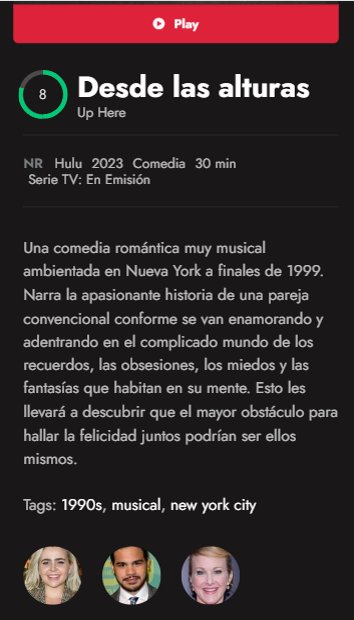 Play
8
Desde las alturas
Up Here
NR Hulu 2023 Comedia 30 min
Serie TV: En Emisión
Una comedia romántica muy musical
ambientada en Nueva York a finales de 1999.
Narra la apasionante historia de una pareja
convencional conforme se van enamorando y
adentrando en el complicado mundo de los
recuerdos, las obsesiones, los miedos y las
fantasías que habitan en su mente. Esto les
llevará a descubrir que el mayor obstáculo para
hallar la felicidad juntos podrían ser ellos
mismos.
Tags: 1990s, musical, new york city